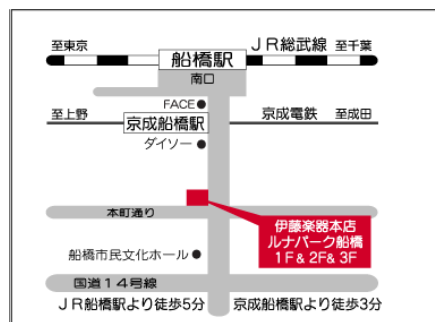 至東京
船橋駅
JR総武線
至千葉
南口
FACE●
至上野
京成船橋駅
京成電鉄
至成田
ダイソー●
本町通り
伊藤楽器本店
ルナパーク船橋
1F& 2F& 3F
船橋市民文化ホール●
国道14号線
JR船橋駅より徒歩5分
京成船橋駅より徒歩3分